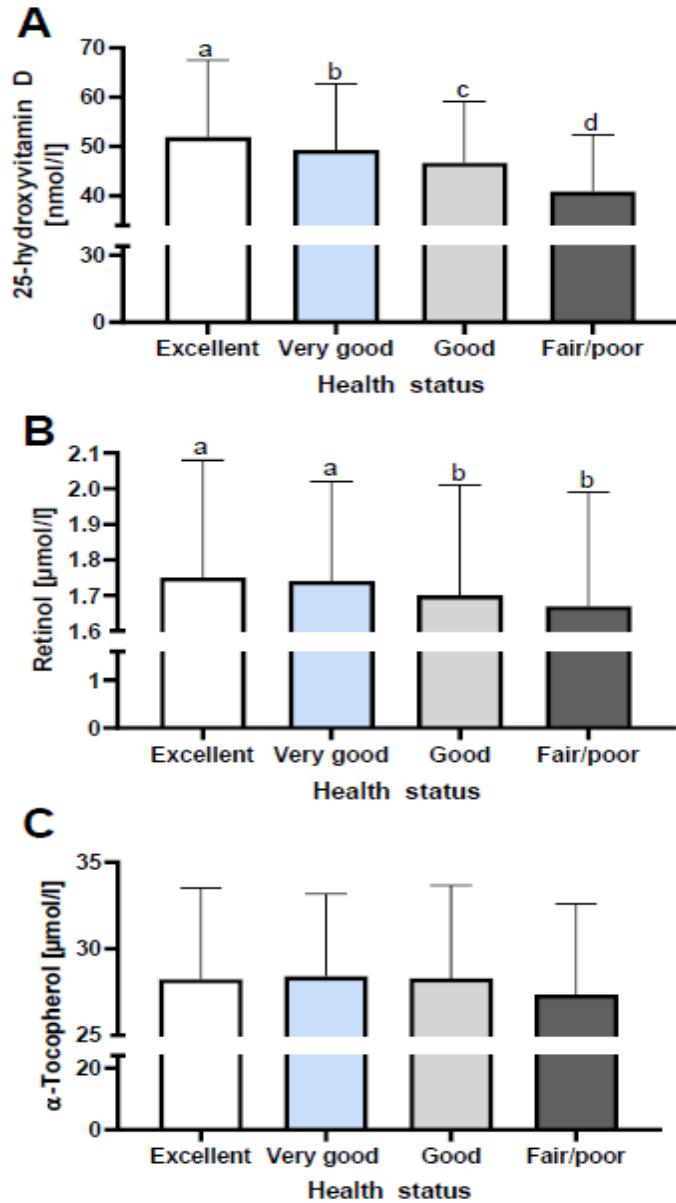 A
25-hydroxyvitamin D
[nmol/l]
70
60
50
40
30
0
a
b
c
d
Excellent Very good Good Fair/poor
Health status
B
Retinol [µmol/l]
2.1
2.0
1.9
1.8
1.7
1.6
1
0
a
a
b
b
Excellent Very good Good Fair/poor
Health status
C
α-Tocopherol [µmol/l]
35
30
25
20
0
Excellent Very good Good Fair/poor
Health status